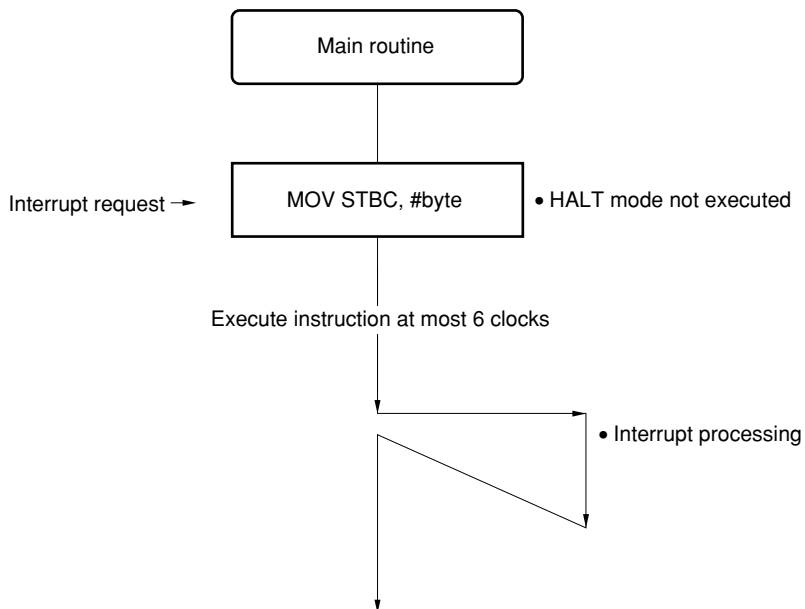 Main routine
Interrupt request
MOV STBC, #byte
• HALT mode not executed
Execute instruction at most 6 clocks
• Interrupt processing